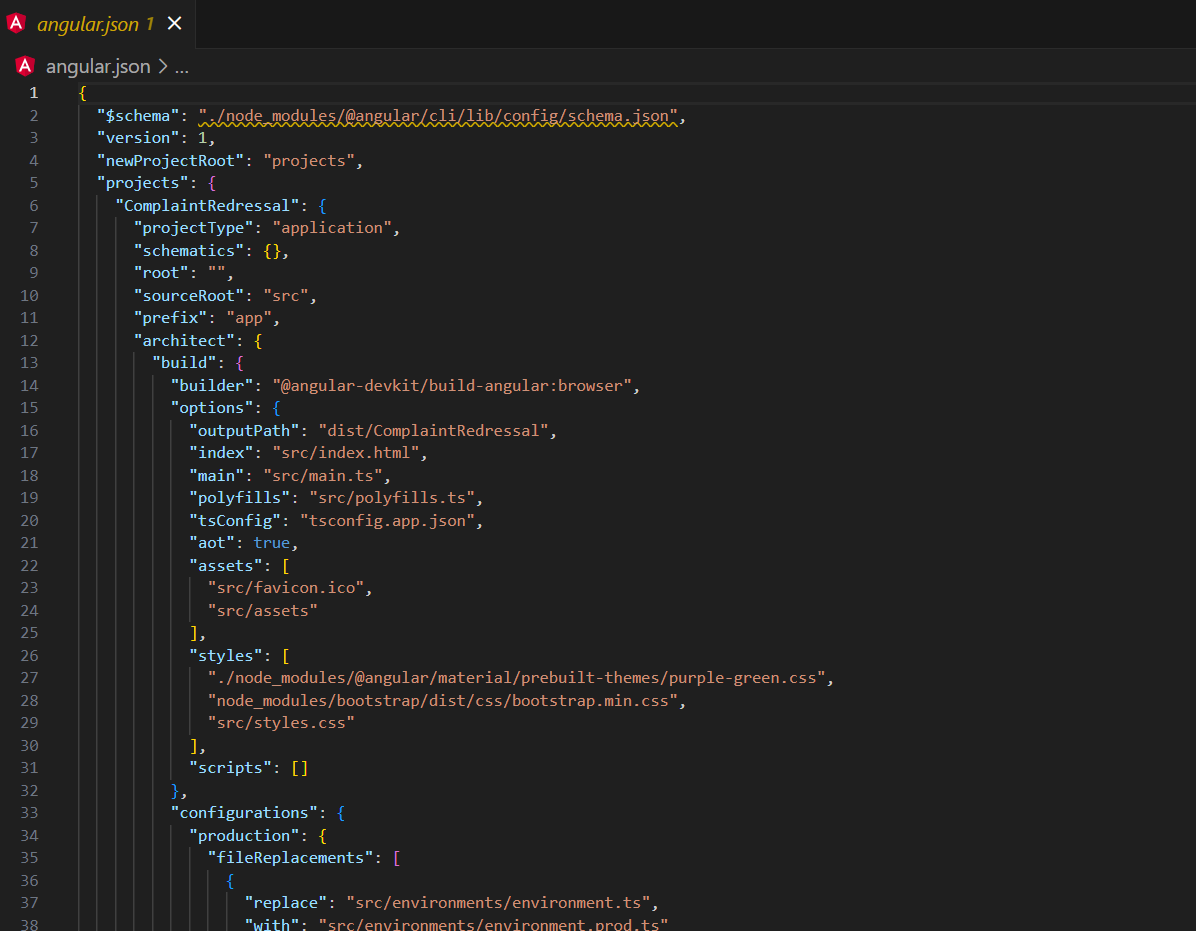 angular.json 1
angular.json > ...
1 {
2 "$schema": "./node_modules/@angular/cli/lib/config/schema.json",
3 "version": 1,
4 "newProjectRoot": "projects",
5 "projects": {
6 "ComplaintRedressal": {
7 "projectType": "application",
8 "schematics": {},
9 "root": "",
10 "sourceRoot": "src",
11 "prefix": "app",
12 "architect": {
13 "build": {
14 "builder": "@angular-devkit/build-angular:browser",
15 "options": {
16 "outputPath": "dist/ComplaintRedressal",
17 "index": "src/index.html",
18 "main": "src/main.ts",
19 "polyfills": "src/polyfills.ts",
20 "tsConfig": "tsconfig.app.json",
21 "aot": true,
22 "assets": [
23 "src/favicon.ico",
24 "src/assets"
25 ],
26 "styles": [
27 "./node_modules/@angular/material/prebuilt-themes/purple-green.css",
28 "node_modules/bootstrap/dist/css/bootstrap.min.css",
29 "src/styles.css"
30 ],
31 "scripts": []
32 },
33 "configurations": {
34 "production": {
35 "fileReplacements": [
36 {
37 "replace": "src/environments/environment.ts",
38 "with": "src/environments/environment.prod.ts"